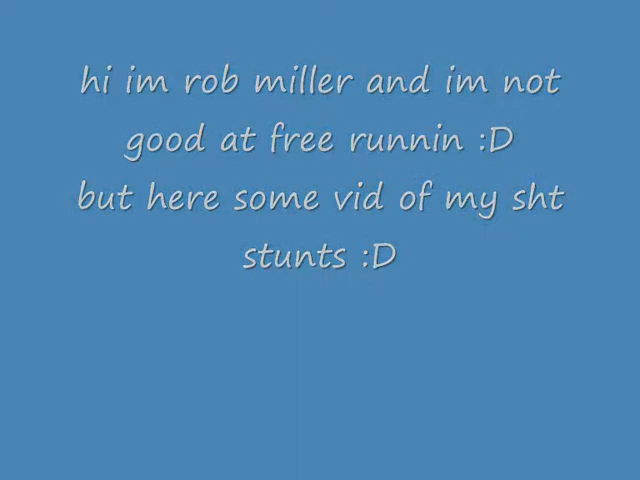 hi im rob miller and im not
good at free runnin :D
but here some vid of my sht
stunts :D